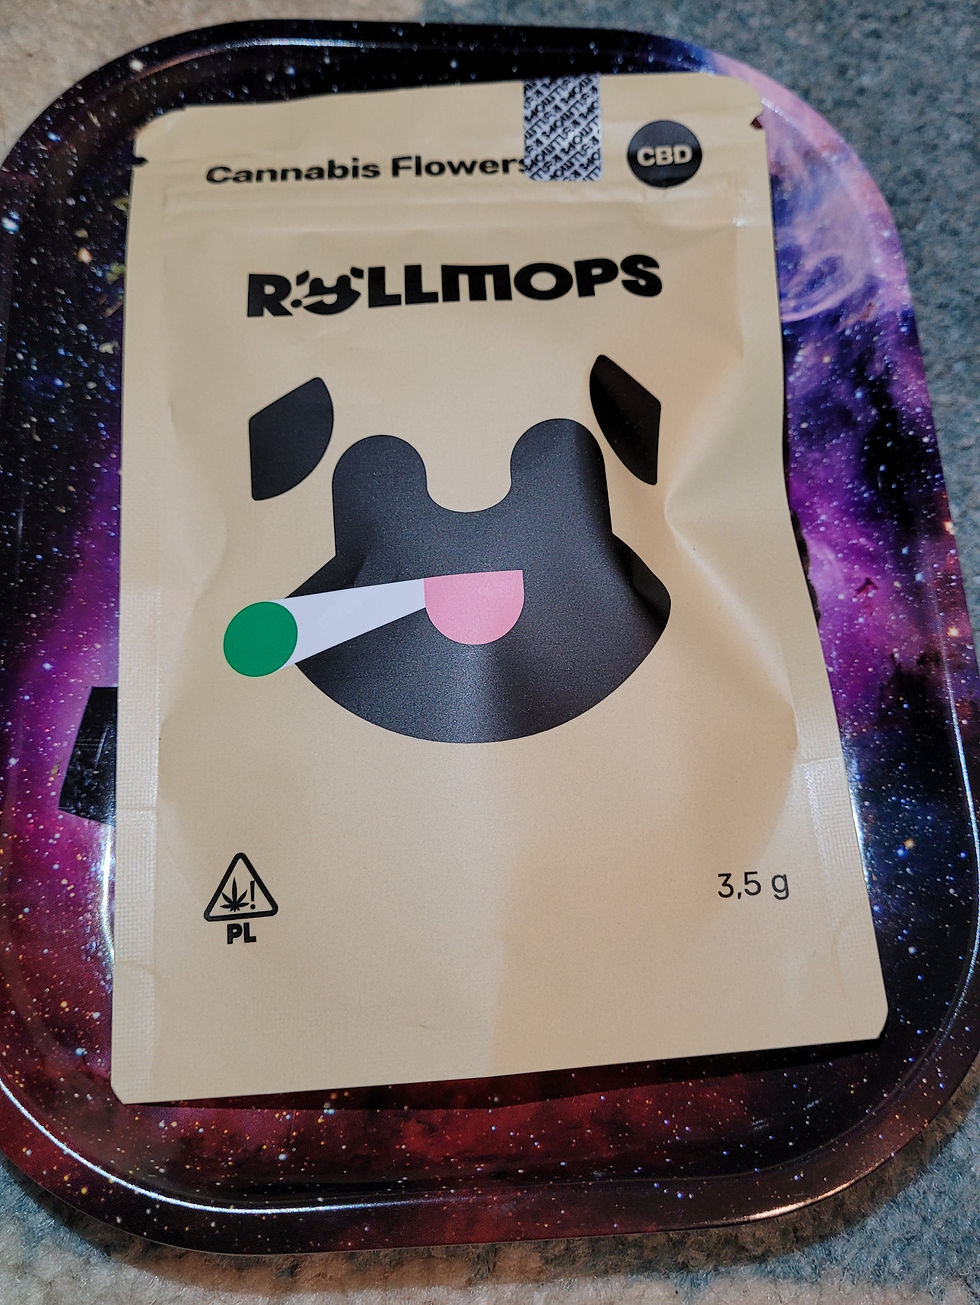 Cannabis Flowers
CBD
ROLLMOPS
3,5 g
PL